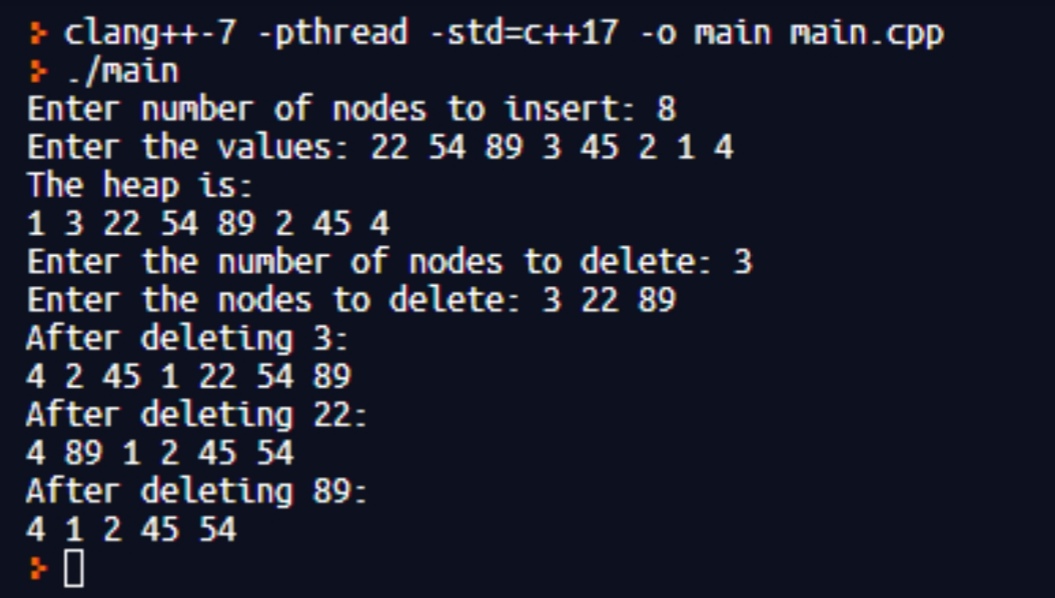 clang++-7 -pthread -std=c++17 -o main main.cpp
./main
Enter number of nodes to insert: 8
Enter the values: 22 54 89 3 45 2 1 4
The heap is:
1 3 22 54 89 2 45 4
Enter the number of nodes to delete: 3
Enter the nodes to delete: 3 22 89
After deleting 3:
4 2 45 1 22 54 89
After deleting 22:
4 89 1 2 45 54
After deleting 89:
4 1 2 45 54